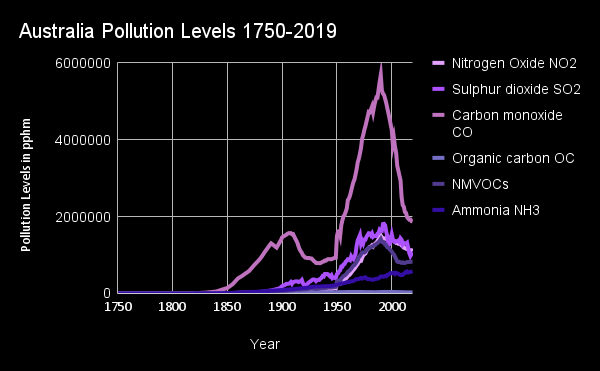 Australia Pollution Levels 1750-2019
6000000
4000000
2000000
0
Pollution Levels in pphm
1750
1800
1850
1900
1950
2000
Year
Nitrogen Oxide NO2
Sulphur dioxide SO2
Carbon monoxide
CO
Organic carbon OC
NMVOCs
Ammonia NH3